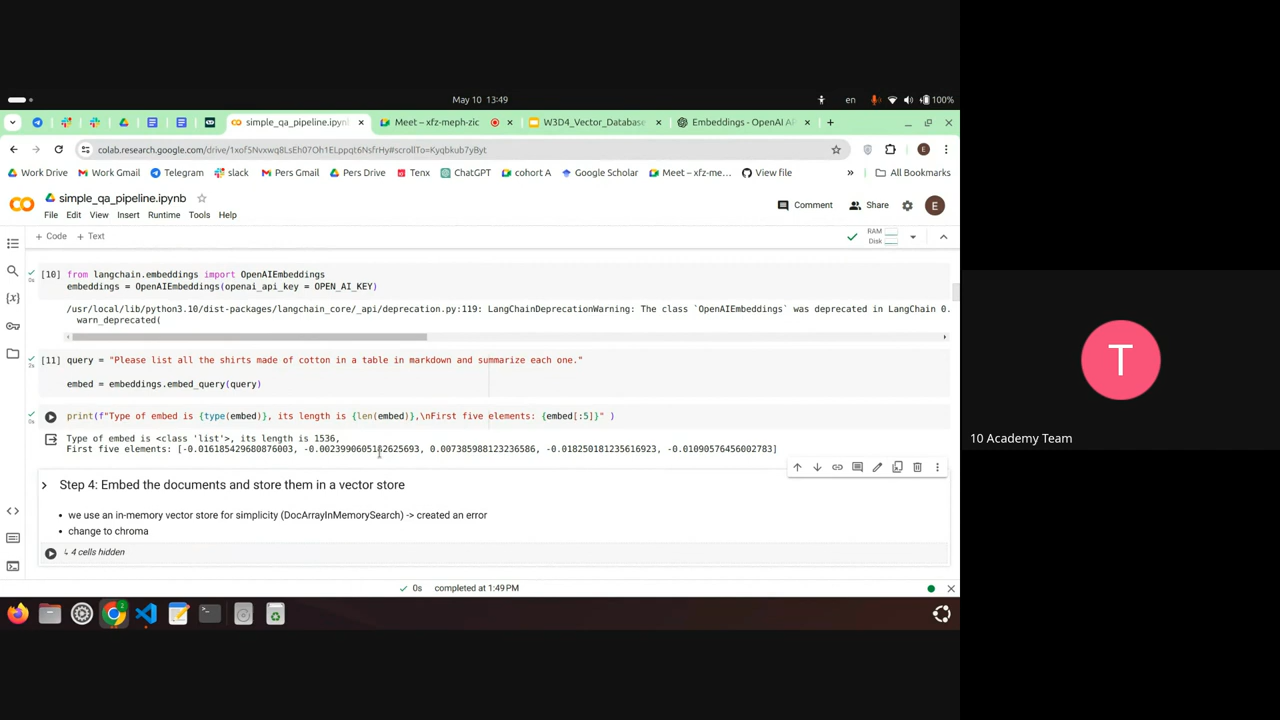 May 10 13:49
en
100%
simple_qa_pipeline.ipynb
Meet – xfz-meph-zic
W3D4_Vector_Database
Embeddings - OpenAI AP
colab.research.google.com/drive/1xof5Nvxwq8LsEh07Oh1ELppqt6NsfrHy#scrollTo=Kyqbkub7yByt
Work Drive
Work Gmail
Telegram
slack
Pers Gmail
Pers Drive
Tenx
ChatGPT
cohort A
Google Scholar
Meet – xfz-me...
View file
»
All Bookmarks
simple_qa_pipeline.ipynb
Comment
Share
E
File Edit View Insert Runtime Tools Help
+ Code + Text
RAM
Disk
[10] from langchain.embeddings import OpenAIEmbeddings
embeddings = OpenAIEmbeddings(openai_api_key = OPEN_AI_KEY)
/usr/local/lib/python3.10/dist-packages/langchain_core/_api/deprecation.py:119: LangChainDeprecationWarning: The class `OpenAIEmbeddings` was deprecated in LangChain 0.
warn_deprecated(
[11] query = "Please list all the shirts made of cotton in a table in markdown and summarize each one."
embed = embeddings.embed_query(query)
print(f"Type of embed is {type(embed)}, its length is {len(embed)},\nFirst five elements: {embed[:5]}" )
Type of embed is <class 'list'>, its length is 1536,
First five elements: [-0.016185429680876003, -0.0023990605182625693, 0.007385988123236586, -0.018250181235616923, -0.01090576456002783]
Step 4: Embed the documents and store them in a vector store
• we use an in-memory vector store for simplicity (DocArrayInMemorySearch) -> created an error
• change to chroma
4 cells hidden
0s completed at 1:49 PM
T
10 Academy Team